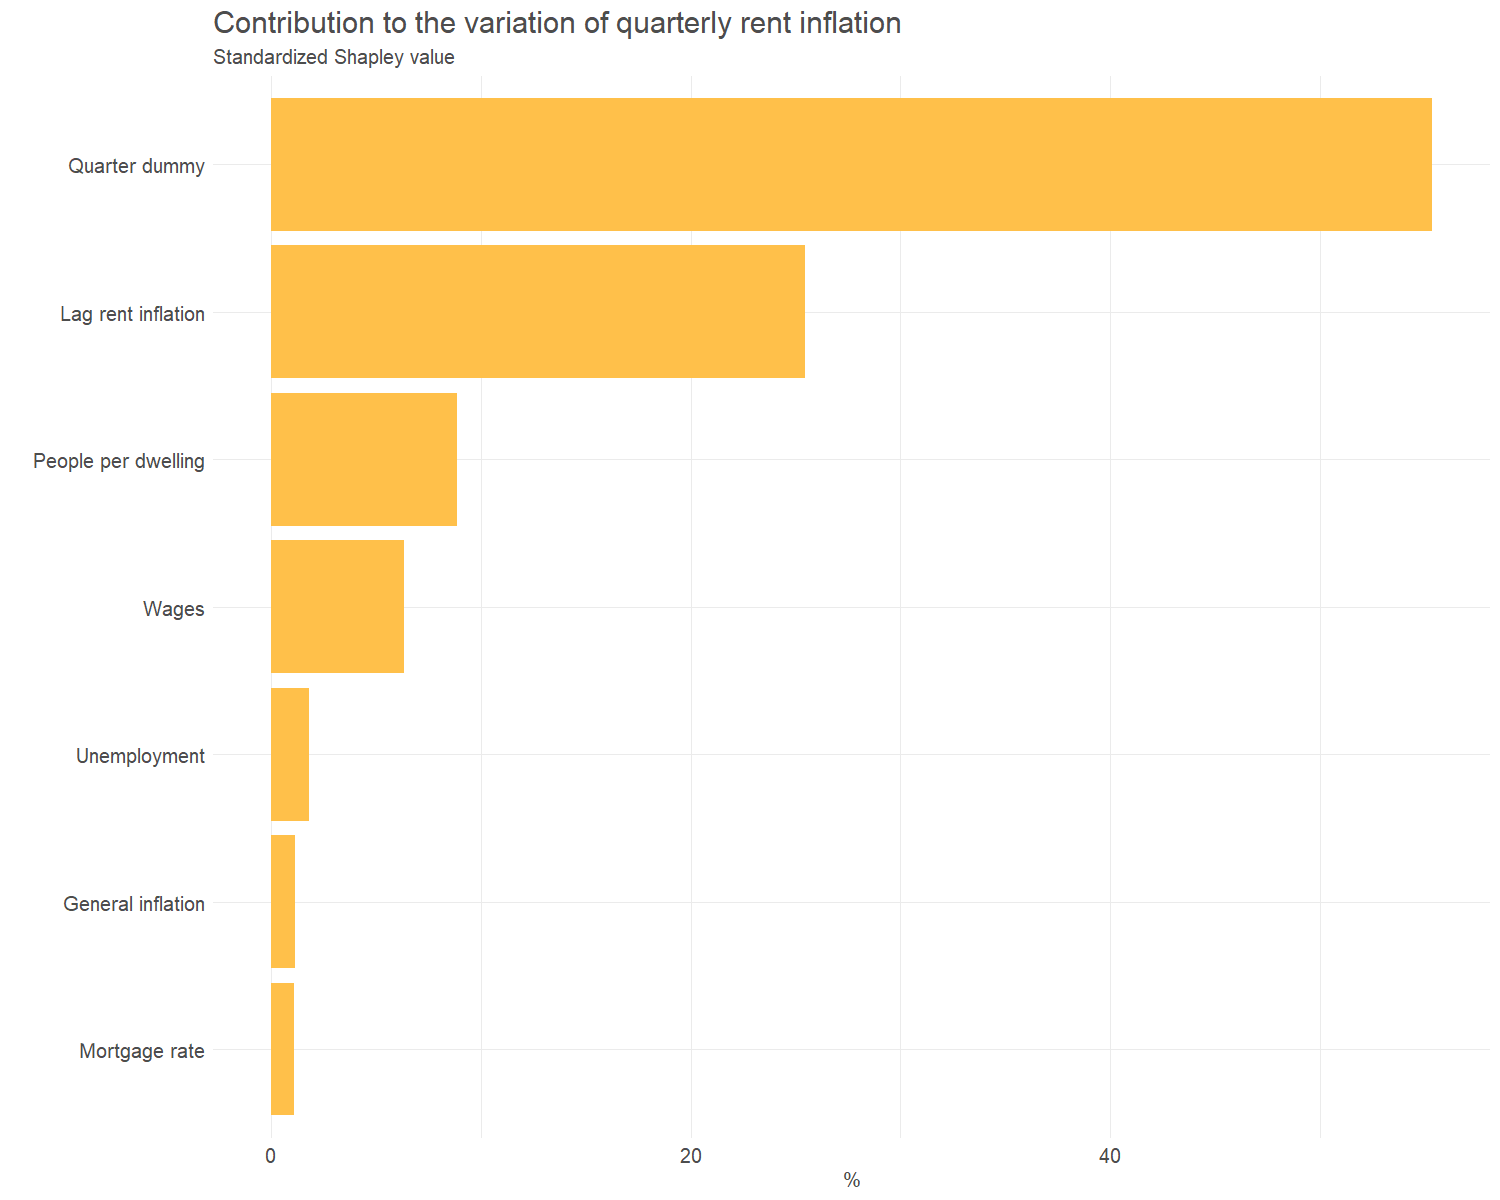 Contribution to the variation of quarterly rent inflation
Standardized Shapley value
Quarter dummy
Lag rent inflation
People per dwelling
Wages
Unemployment
General inflation
Mortgage rate
0 20 40
%